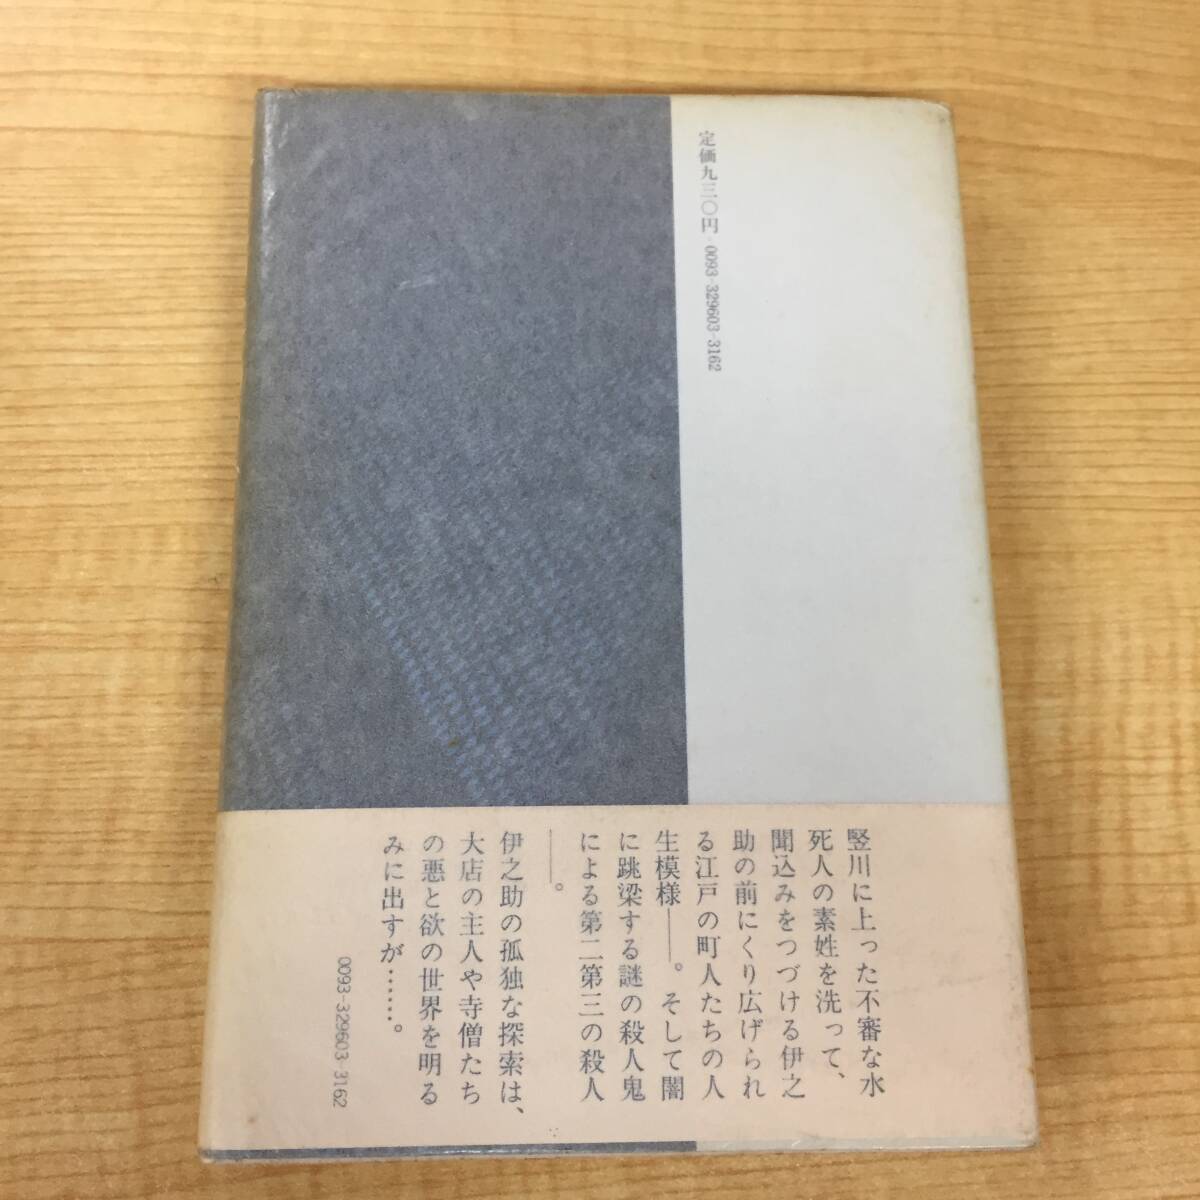 定価九三〇円・0093-329603-3162
竪川に上った不審な水
死人の素姓を洗って、
聞込みをつづける伊之
助の前にくり広げられ
る江戸の町人たちの人
生模様――。そして闇
に跳梁する謎の殺人鬼
による第二第三の殺人
――。
伊之助の孤独な探索は、
大店の主人や寺僧たち
の悪と欲の世界を明る
みに出すが……。
0093-329603-3162